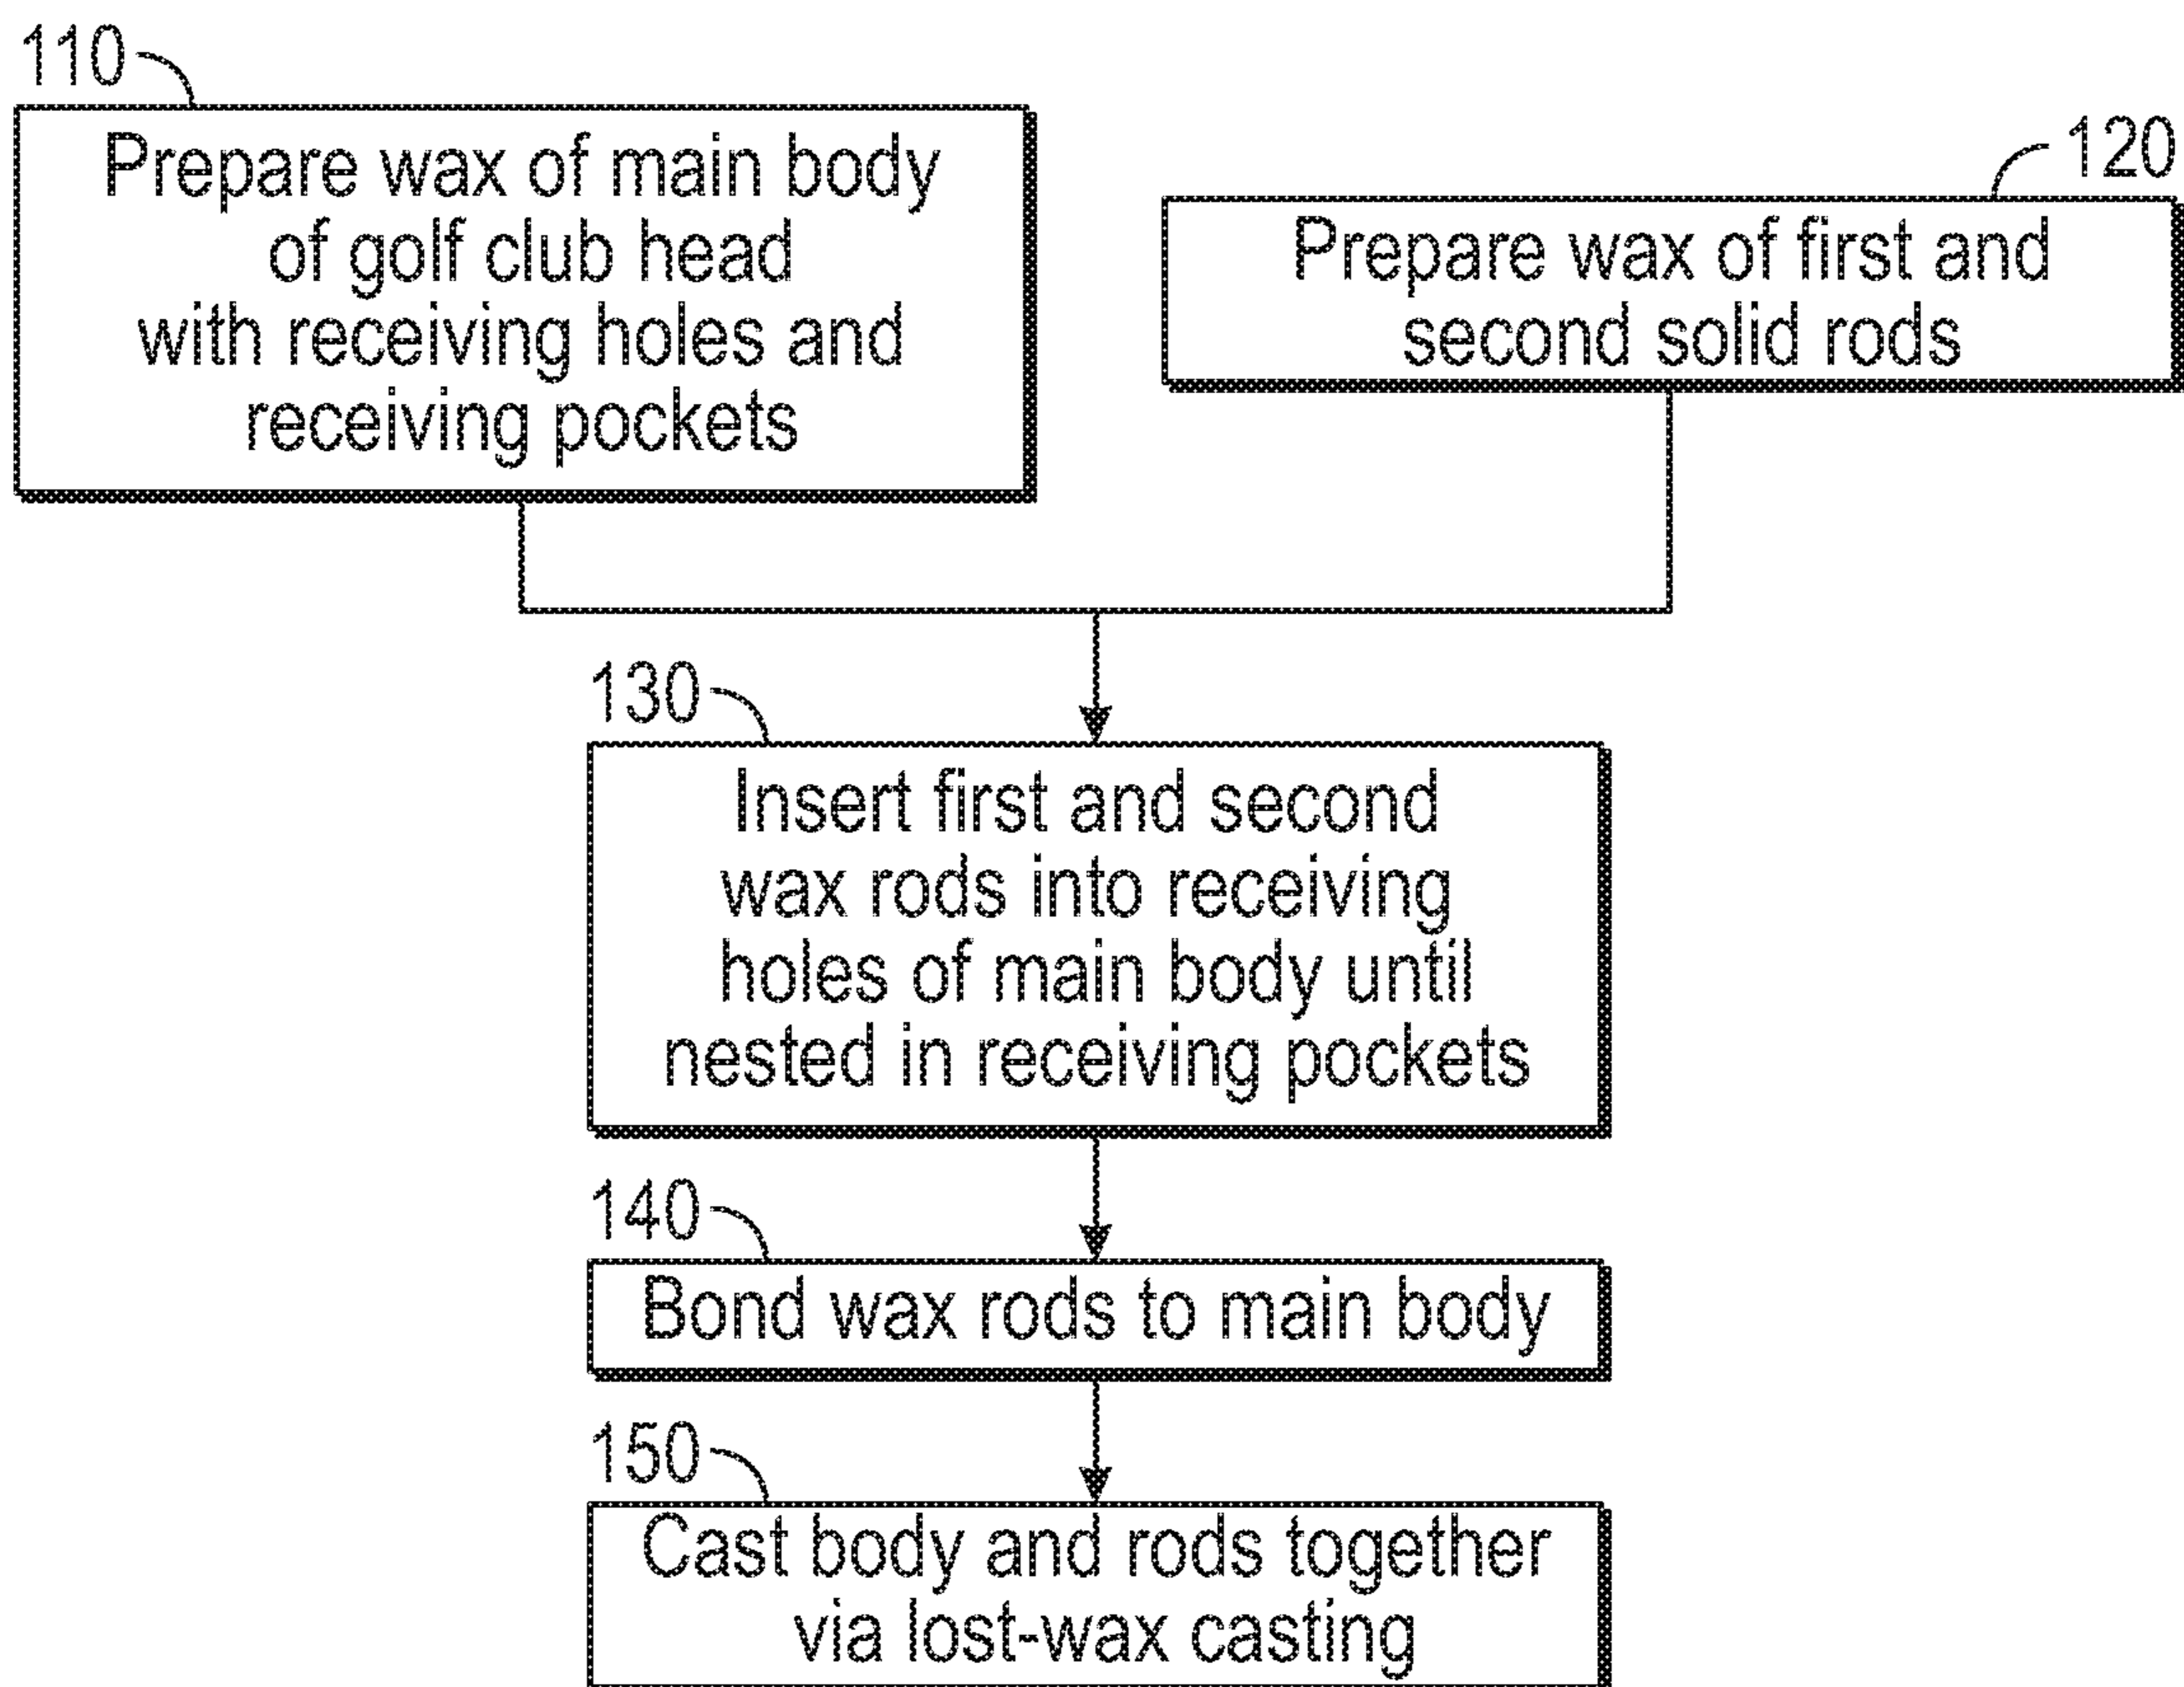 110
Prepare wax of main body
of golf club head
with receiving holes and
receiving pockets
120
Prepare wax of first and
second solid rods
130
Insert first and second
wax rods into receiving
holes of main body until
nested in receiving pockets
140
Bond wax rods to main body
150
Cast body and rods together
via lost-wax casting